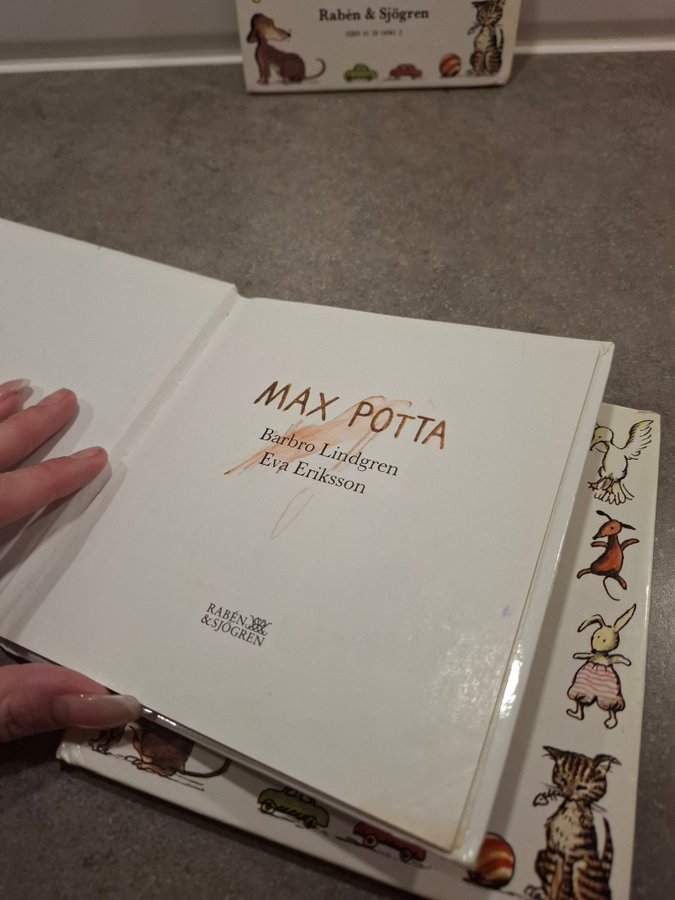 Rabén & Sjögren
MAX POTTA
Barbro Lindgren
Eva Eriksson
RABÉN
& SJÖGREN